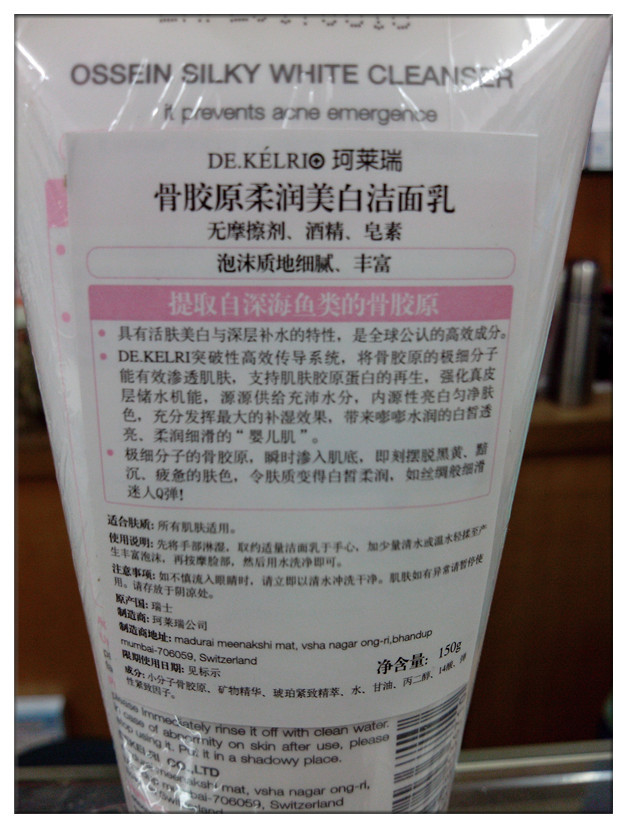 OSSEIN SILKY WHITE CLEANSER
it prevents acne emergence
DE.KÉLRI 珂莱瑞
骨胶原柔润美白洁面乳
无摩擦剂、酒精、皂素
泡沫质地细腻、丰富
提取自深海鱼类的骨胶原
• 具有活肤美白与深层补水的特性，是全球公认的高效成分。
• DE.KELRI突破性高效传导系统，将骨胶原的极细分子
能有效渗透肌肤，支持肌肤胶原蛋白的再生，强化真皮
层储水机能，源源供给充沛水分，内源性亮白匀净肤
色，充分发挥最大的补湿效果，带来嘭嘭水润的白皙透
亮、柔润细滑的“婴儿肌”。
• 极细分子的骨胶原，瞬时渗入肌底，即刻摆脱黑黄、黯
沉、疲惫的肤色，令肤质变得白皙柔润，如丝绸般细滑
迷人Q弹!
适合肤质: 所有肌肤适用。
使用说明: 先将手部淋湿，取约适量洁面乳于手心，加少量清水或温水轻揉至产
生丰富泡沫，再按摩脸部，然后用水洗净即可。
注意事项: 如不慎流入眼睛时，请立即以清水冲洗干净。肌肤如有异常请暂停使
用。请存放于阴凉处。
原产国: 瑞士
制造商: 珂莱瑞公司
制造商地址: madurai meenakshi mat, vsha nagar ong-ri,bhandup
mumbai-706059, Switzerland
限期使用日期: 见标示
净含量: 150g
成分: 小分子骨胶原、矿物精华、琥珀紧致精萃、水、甘油、丙二醇、14酸、弹
性紧致因子。
please immediately rinse it off with clean water.
In case of abnormity on skin after use, please
stop using it. Put it in a shadowy place.
CO.,LTD
meenakshi mat, vsha nagar ong-ri,
mumbai-706059, Switzerland